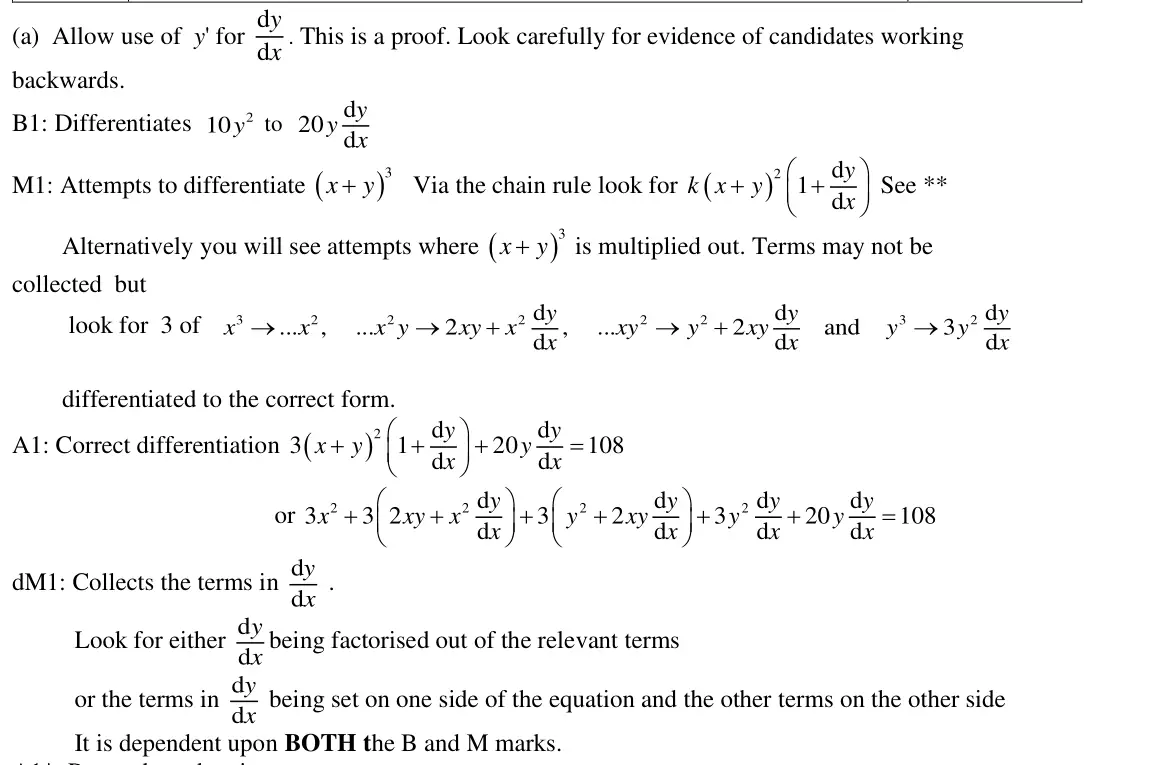 (a) Allow use of y' for dy/dx. This is a proof. Look carefully for evidence of candidates working
backwards.
B1: Differentiates 10y² to 20y dy/dx
M1: Attempts to differentiate (x+y)³ Via the chain rule look for k(x+y)²(1+dy/dx) See **
Alternatively you will see attempts where (x+y)³ is multiplied out. Terms may not be
collected but
look for 3 of x³→...x², ...x²y→2xy+x² dy/dx, ...xy²→y²+2xy dy/dx and y³→3y² dy/dx
differentiated to the correct form.
A1: Correct differentiation 3(x+y)²(1+dy/dx)+20y dy/dx=108
or 3x²+3(2xy+x² dy/dx)+3(y²+2xy dy/dx)+3y² dy/dx+20y dy/dx=108
dM1: Collects the terms in dy/dx .
Look for either dy/dx being factorised out of the relevant terms
or the terms in dy/dx being set on one side of the equation and the other terms on the other side
It is dependent upon BOTH the B and M marks.